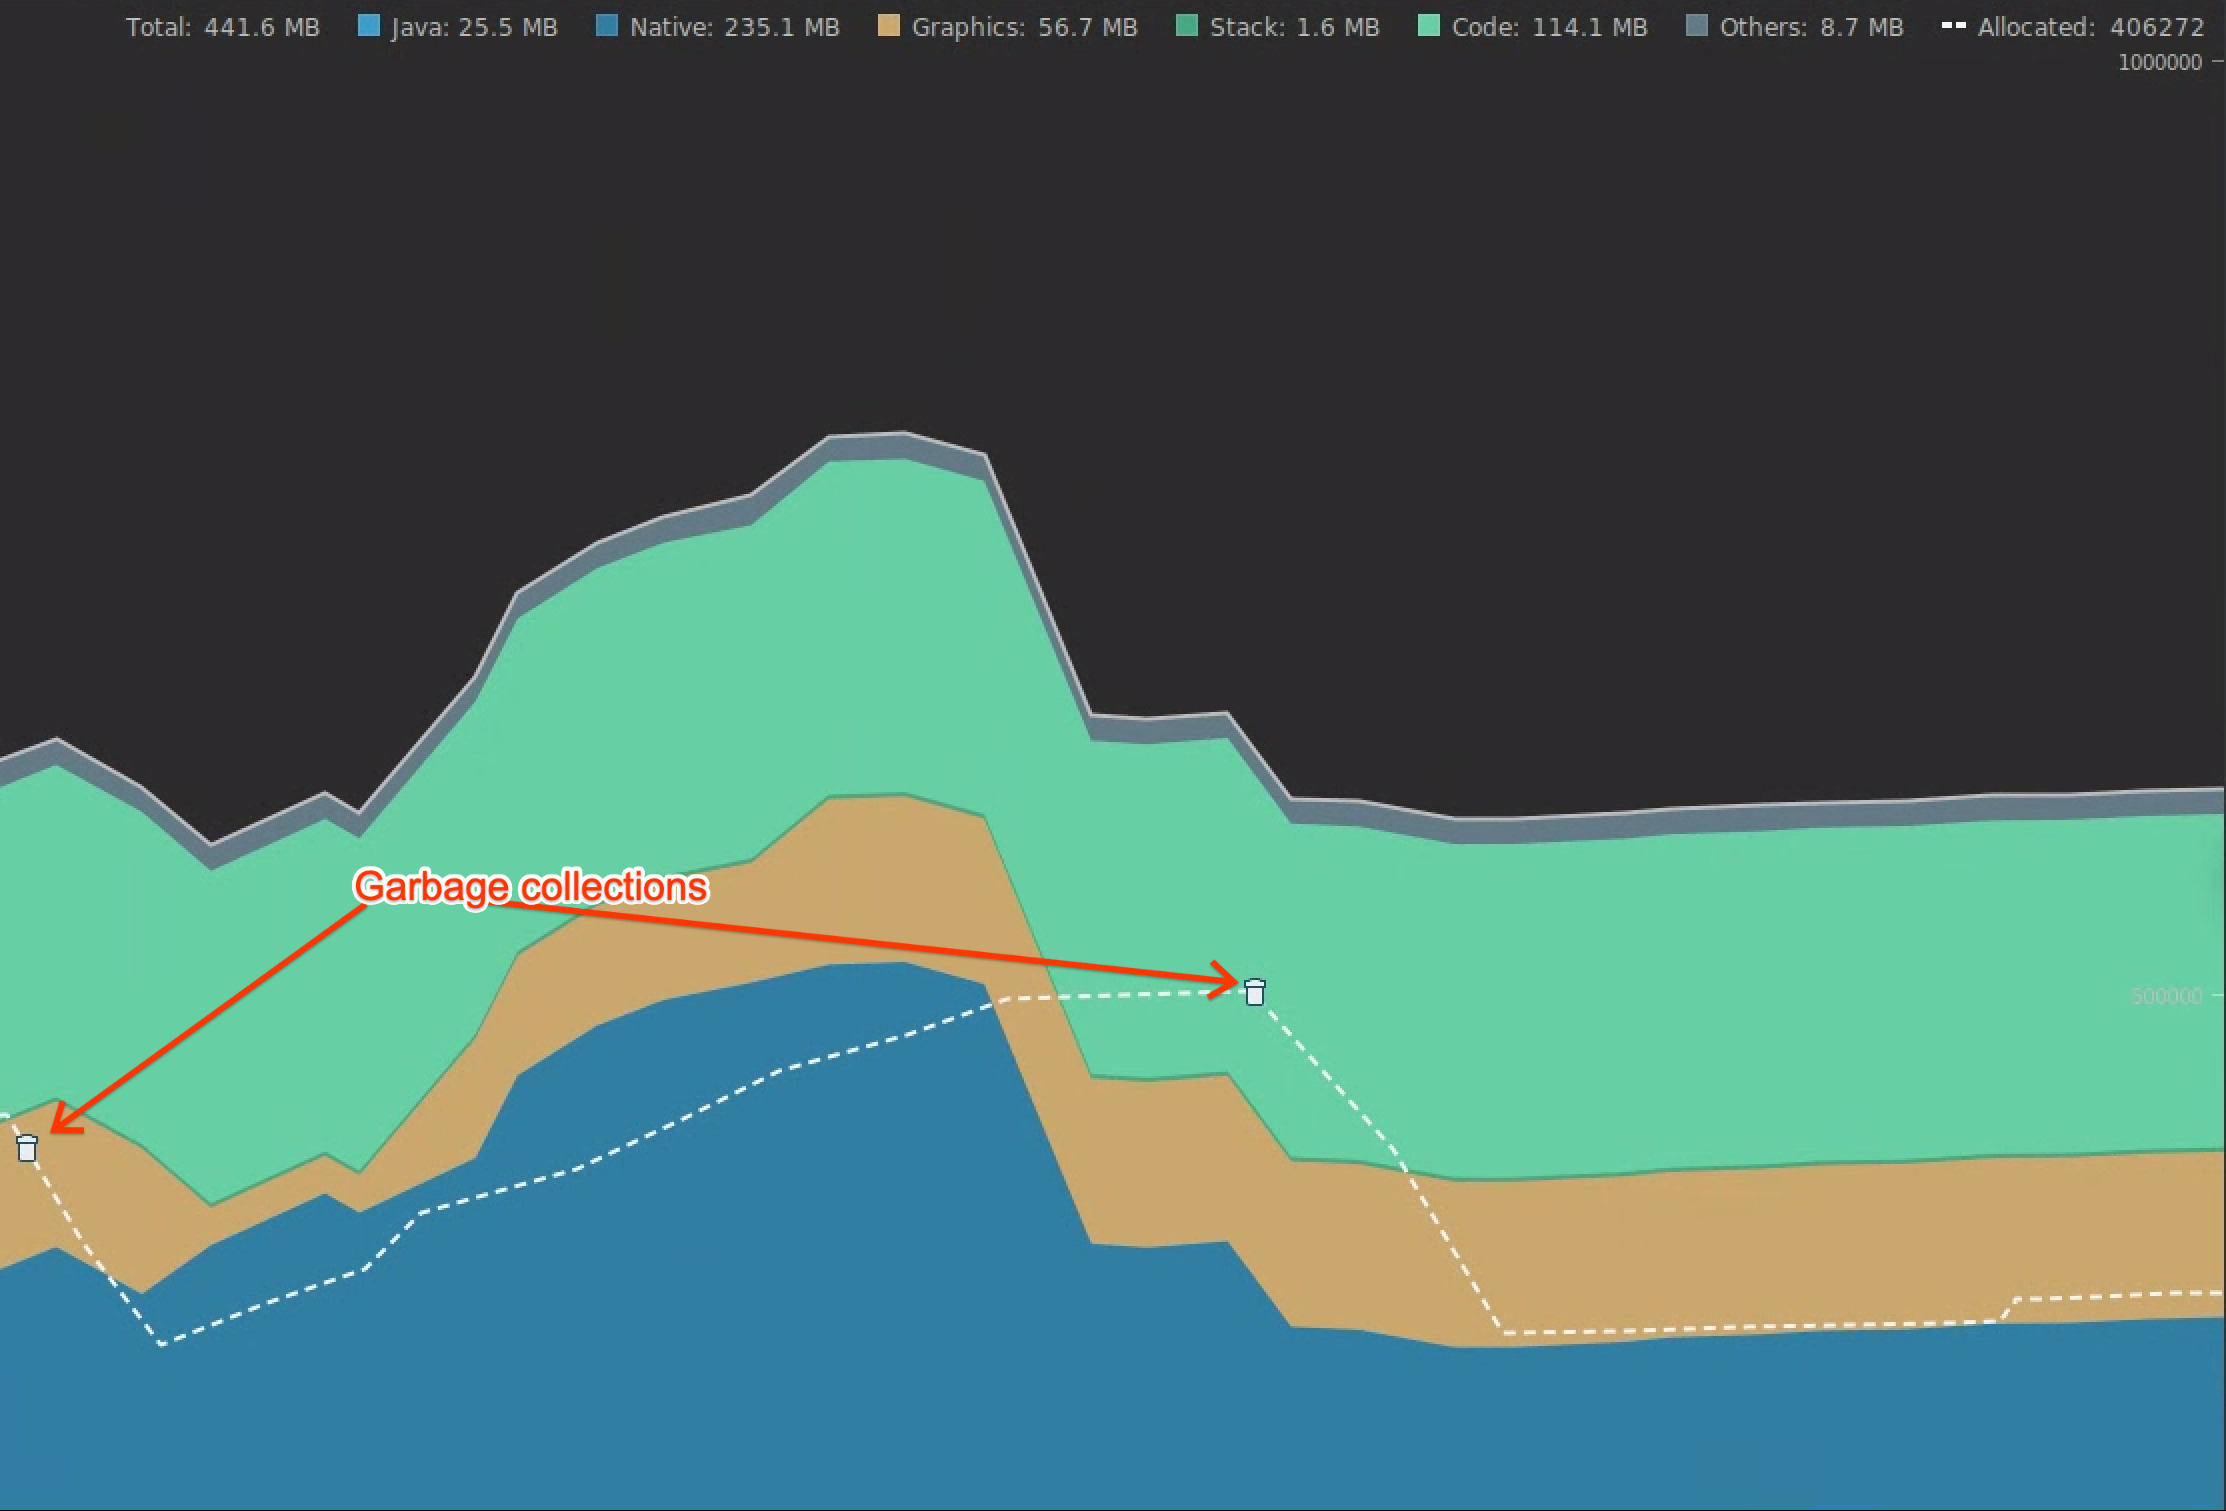 Total: 441.6 MB Java: 25.5 MB Native: 235.1 MB Graphics: 56.7 MB Stack: 1.6 MB Code: 114.1 MB Others: 8.7 MB Allocated: 406272
1000000
Garbage collections
500000